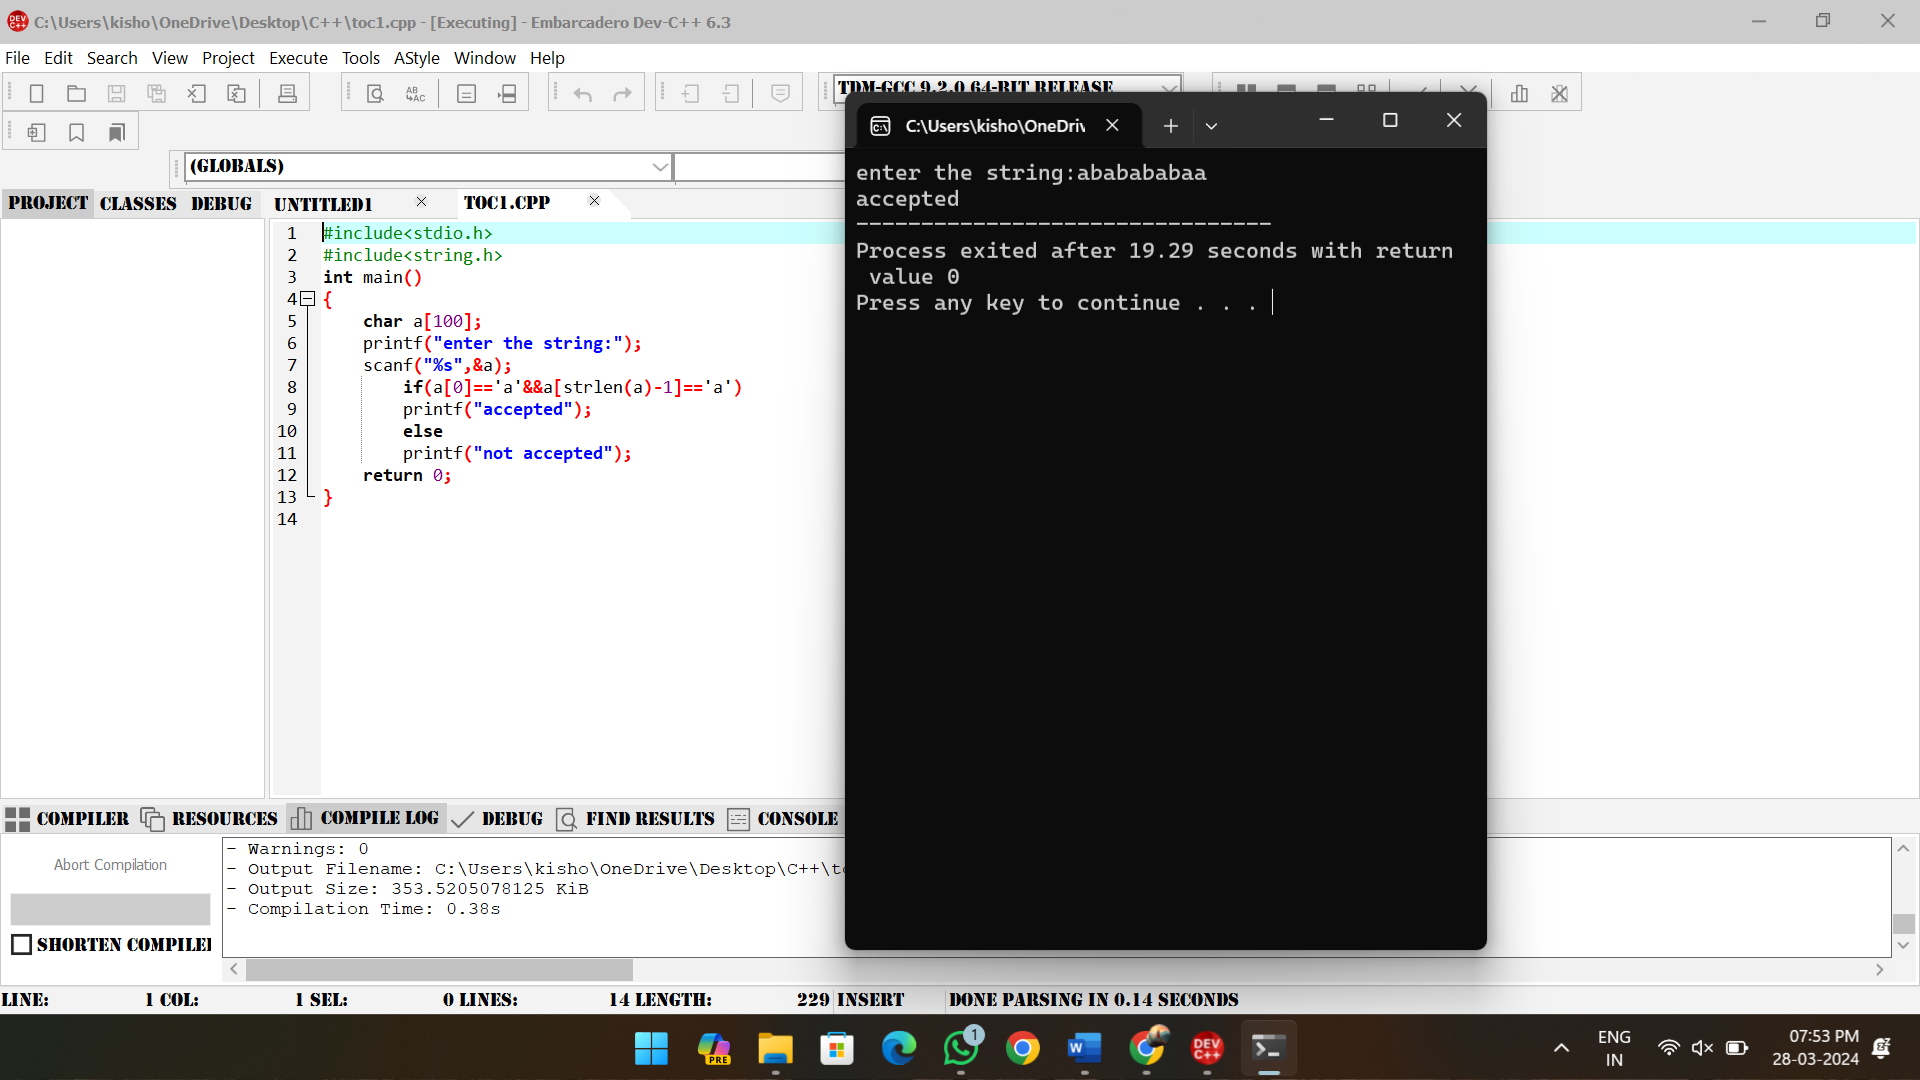 C:\Users\kisho\OneDrive\Desktop\C++\toc1.cpp - [Executing] - Embarcadero Dev-C++ 6.3
File Edit Search View Project Execute Tools AStyle Window Help
TDM-GCC 9.2.0 64-BIT RELEASE
(GLOBALS)
PROJECT CLASSES DEBUG UNTITLED1 TOC1.CPP
1 #include<stdio.h>
2 #include<string.h>
3 int main()
4 {
5 char a[100];
6 printf("enter the string:");
7 scanf("%s",&a);
8 if(a[0]=='a'&&a[strlen(a)-1]=='a')
9 printf("accepted");
10 else
11 printf("not accepted");
12 return 0;
13 }
14
C:\Users\kisho\OneDriv
enter the string:ababababaa
accepted
--------------------------------
Process exited after 19.29 seconds with return
value 0
Press any key to continue . . .
COMPILER RESOURCES COMPILE LOG DEBUG FIND RESULTS CONSOLE
Abort Compilation
SHORTEN COMPILE
- Warnings: 0
- Output Filename: C:\Users\kisho\OneDrive\Desktop\C++\t
- Output Size: 353.5205078125 KiB
- Compilation Time: 0.38s
LINE: 1 COL: 1 SEL: 0 LINES: 14 LENGTH: 229 INSERT DONE PARSING IN 0.14 SECONDS
PRE
1
DEV C++
ENG
IN
07:53 PM
28-03-2024